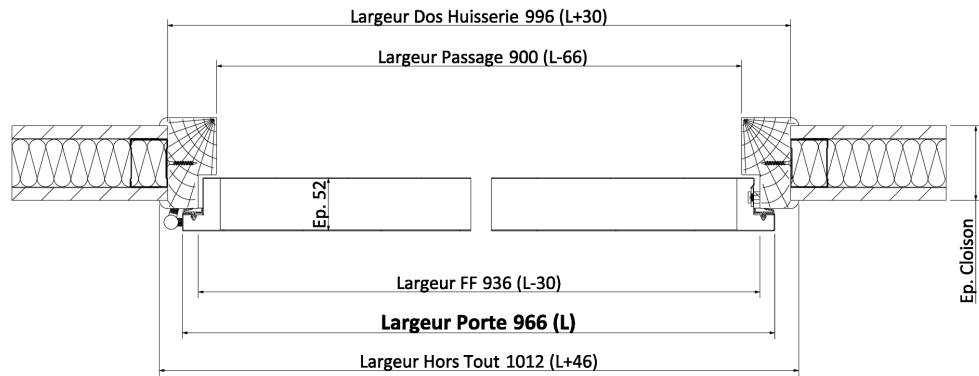 Largeur Dos Huisserie 996 (L+30)
Largeur Passage 900 (L-66)
Ep. 52
Ep. Cloison
Largeur FF 936 (L-30)
Largeur Porte 966 (L)
Largeur Hors Tout 1012 (L+46)